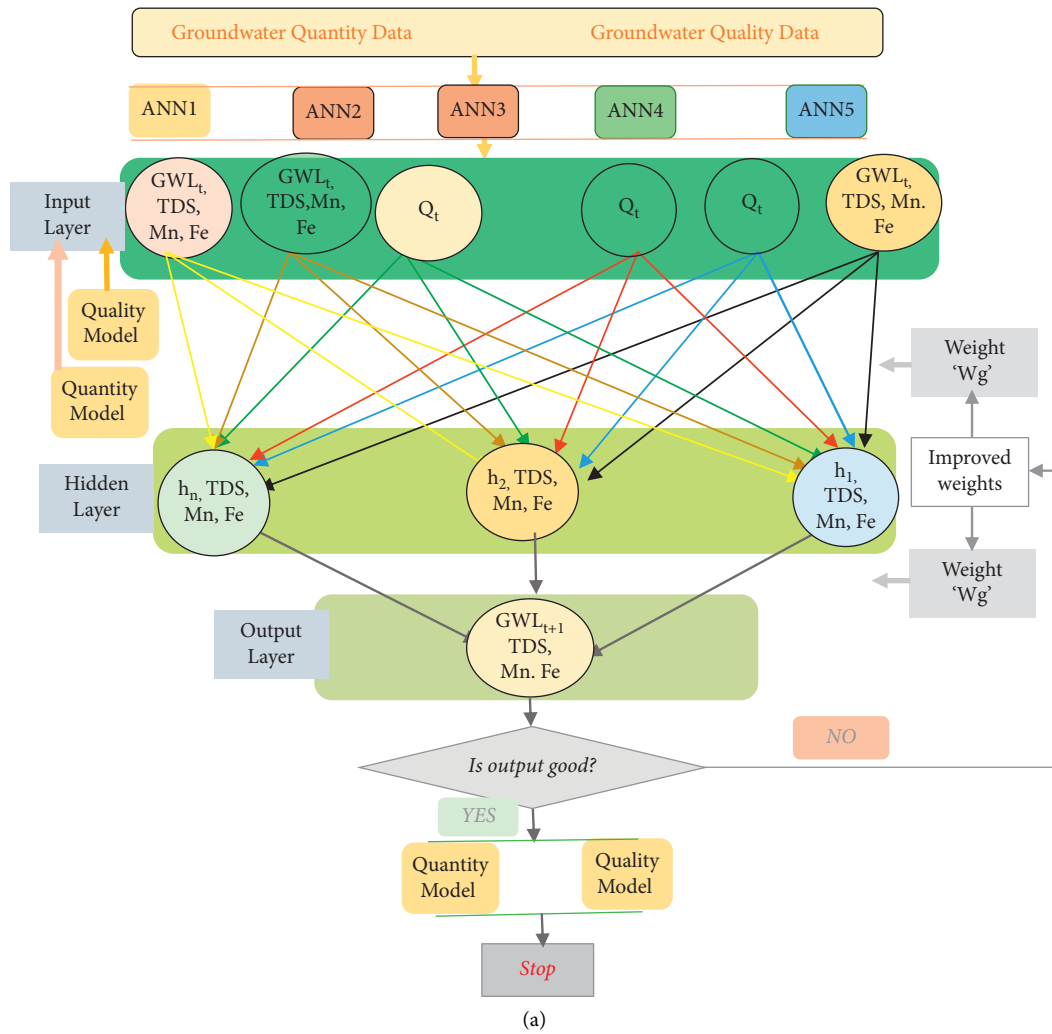 Groundwater Quantity Data
Groundwater Quality Data
ANN1
ANN2
ANN3
ANN4
ANN5
Input
Layer
GWLt,
TDS,
Mn, Fe
GWLt,
TDS,Mn,
Fe
Qt
Qt
Qt
GWLt,
TDS, Mn.
Fe
Quality
Model
Quantity
Model
Weight
'Wg'
Improved
weights
Weight
'Wg'
Hidden
Layer
hn, TDS,
Mn, Fe
h2, TDS,
Mn, Fe
h1,
TDS,
Mn, Fe
Output
Layer
GWLt+1
TDS,
Mn. Fe
NO
Is output good?
YES
Quantity
Model
Quality
Model
Stop
(a)